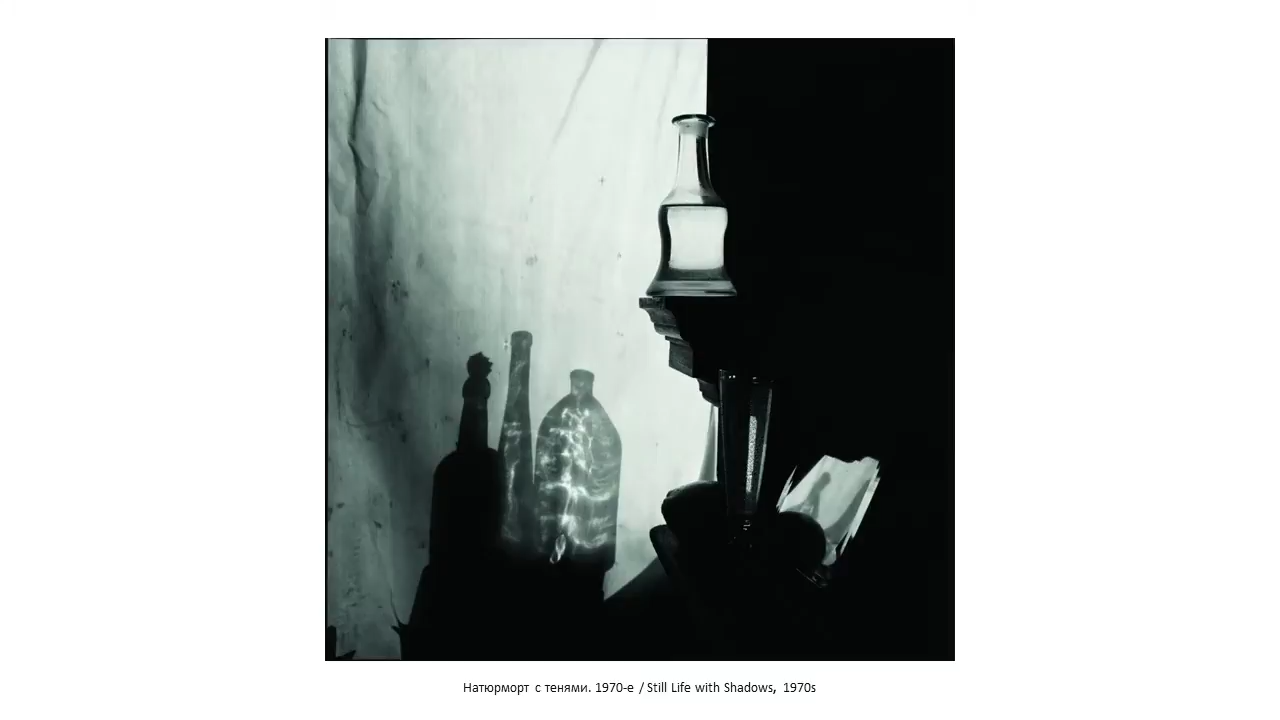 Натюрморт с тенями. 1970-е / Still Life with Shadows, 1970s